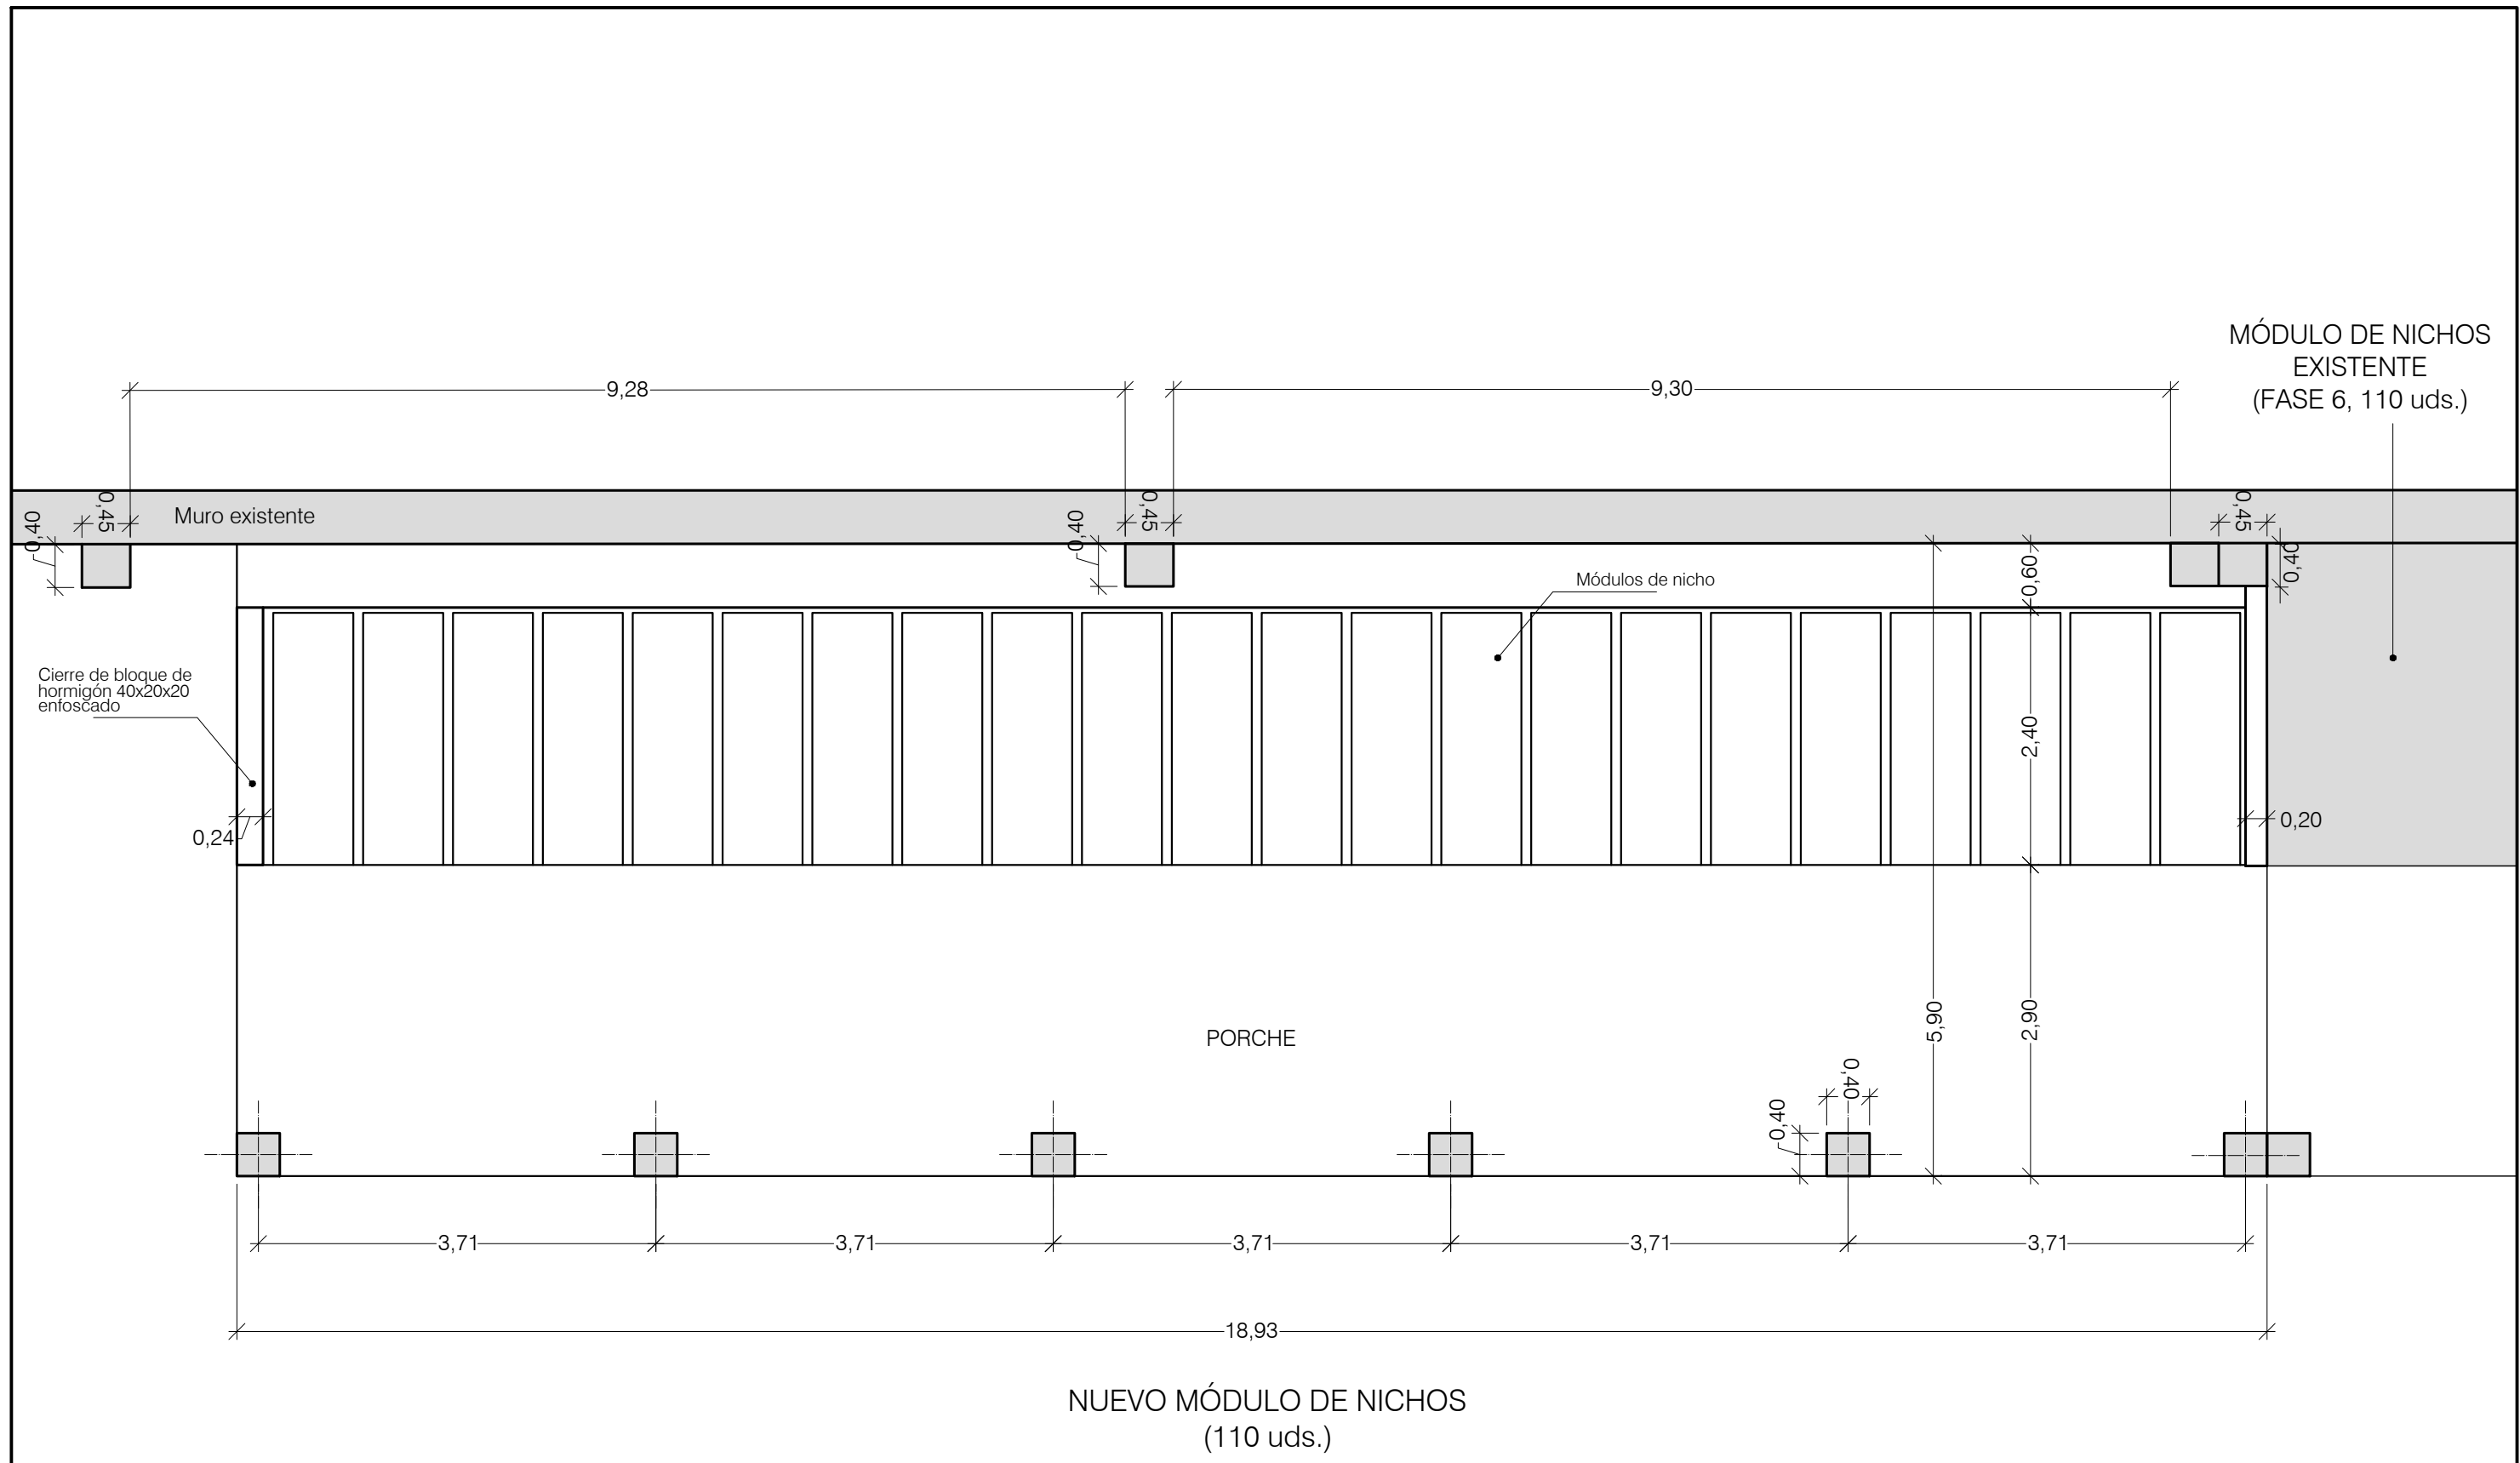 MÓDULO DE NICHOS
EXISTENTE
(FASE 6, 110 uds.)
9,28
9,30
0,45
0,45
0,45
Muro existente
0,40
0,40
0,40
0,60
Módulos de nicho
Cierre de bloque de
hormigón 40x20x20
enfoscado
2,40
0,24
0,20
5,90
2,90
PORCHE
0,40
0,40
3,71
3,71
3,71
3,71
3,71
18,93
NUEVO MÓDULO DE NICHOS
(110 uds.)